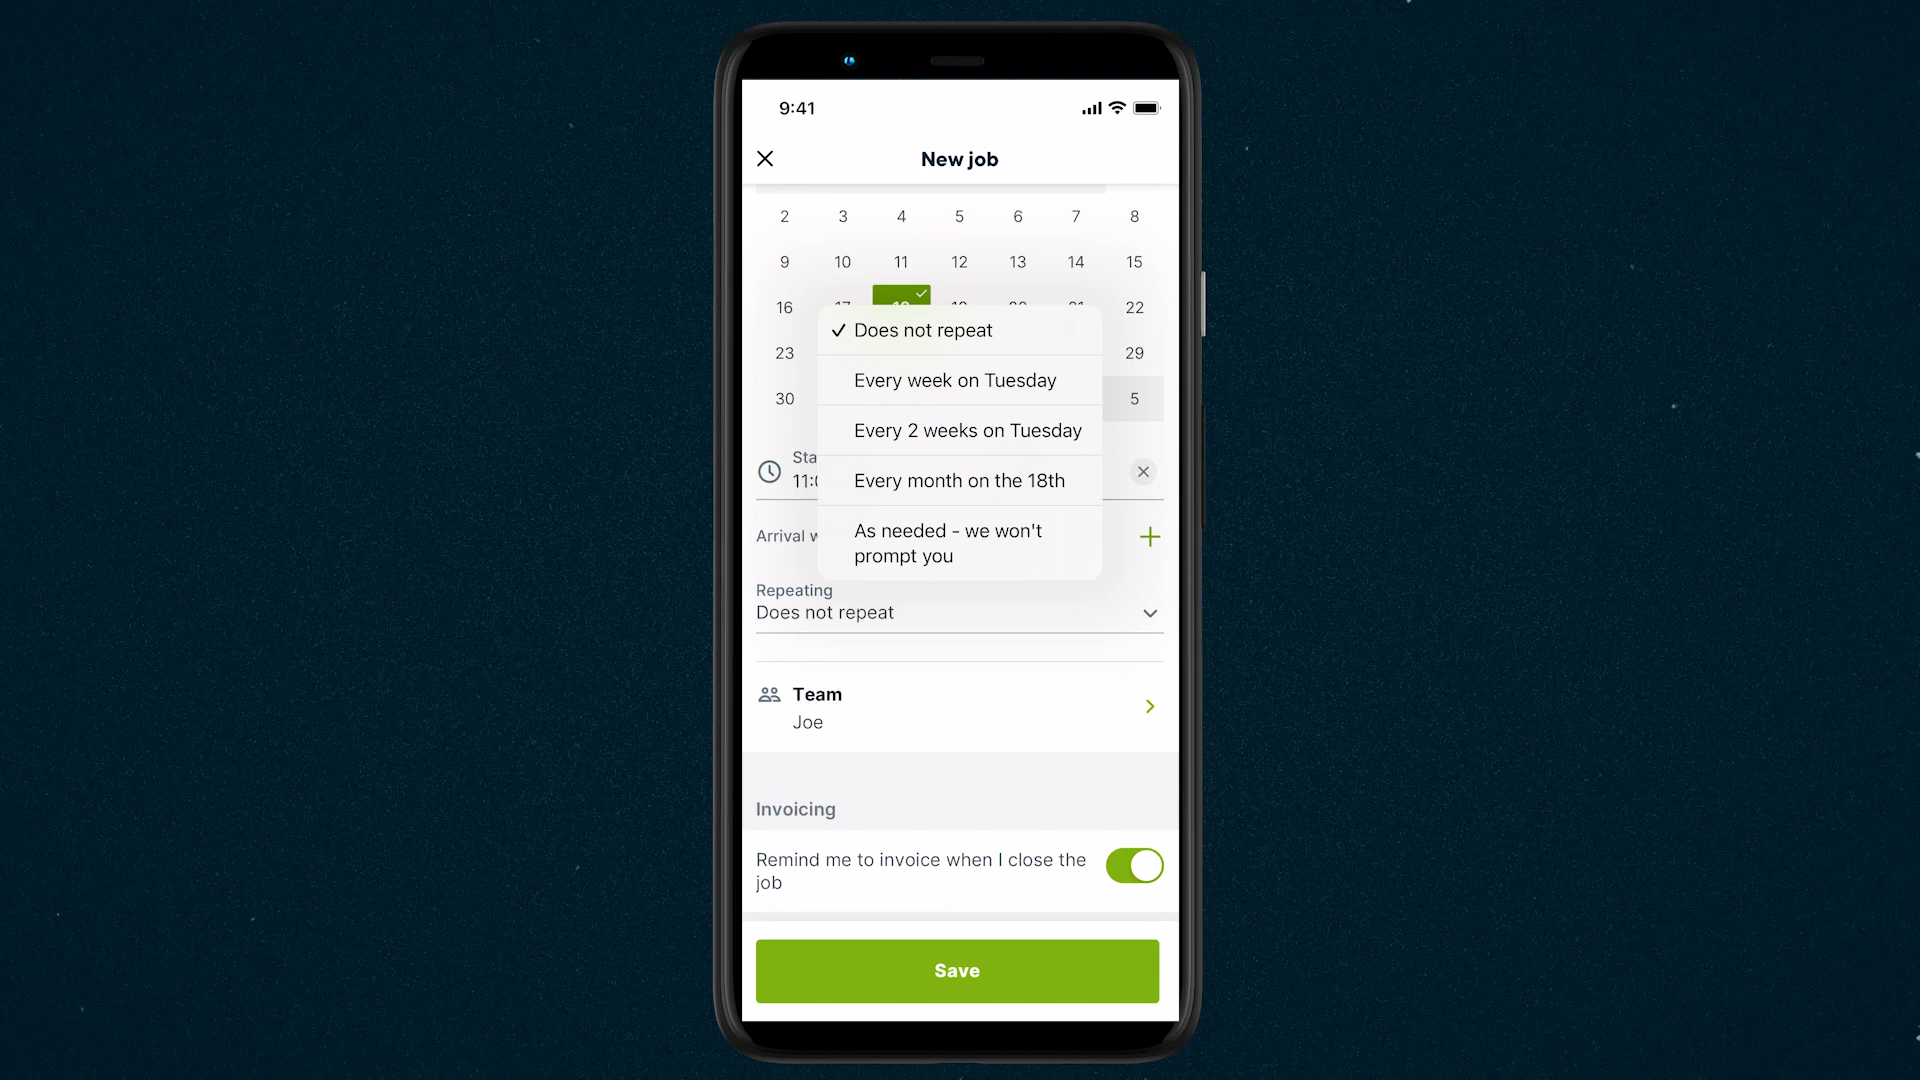 9:41
New job
2 3 4 5 6 7 8
9 10 11 12 13 14 15
16 22
Does not repeat
23 29
Every week on Tuesday
30 5
Every 2 weeks on Tuesday
Every month on the 18th
11:0
As needed - we won't
prompt you
Arrival w
Repeating
Does not repeat
Team
Joe
Invoicing
Remind me to invoice when I close the
job
Save